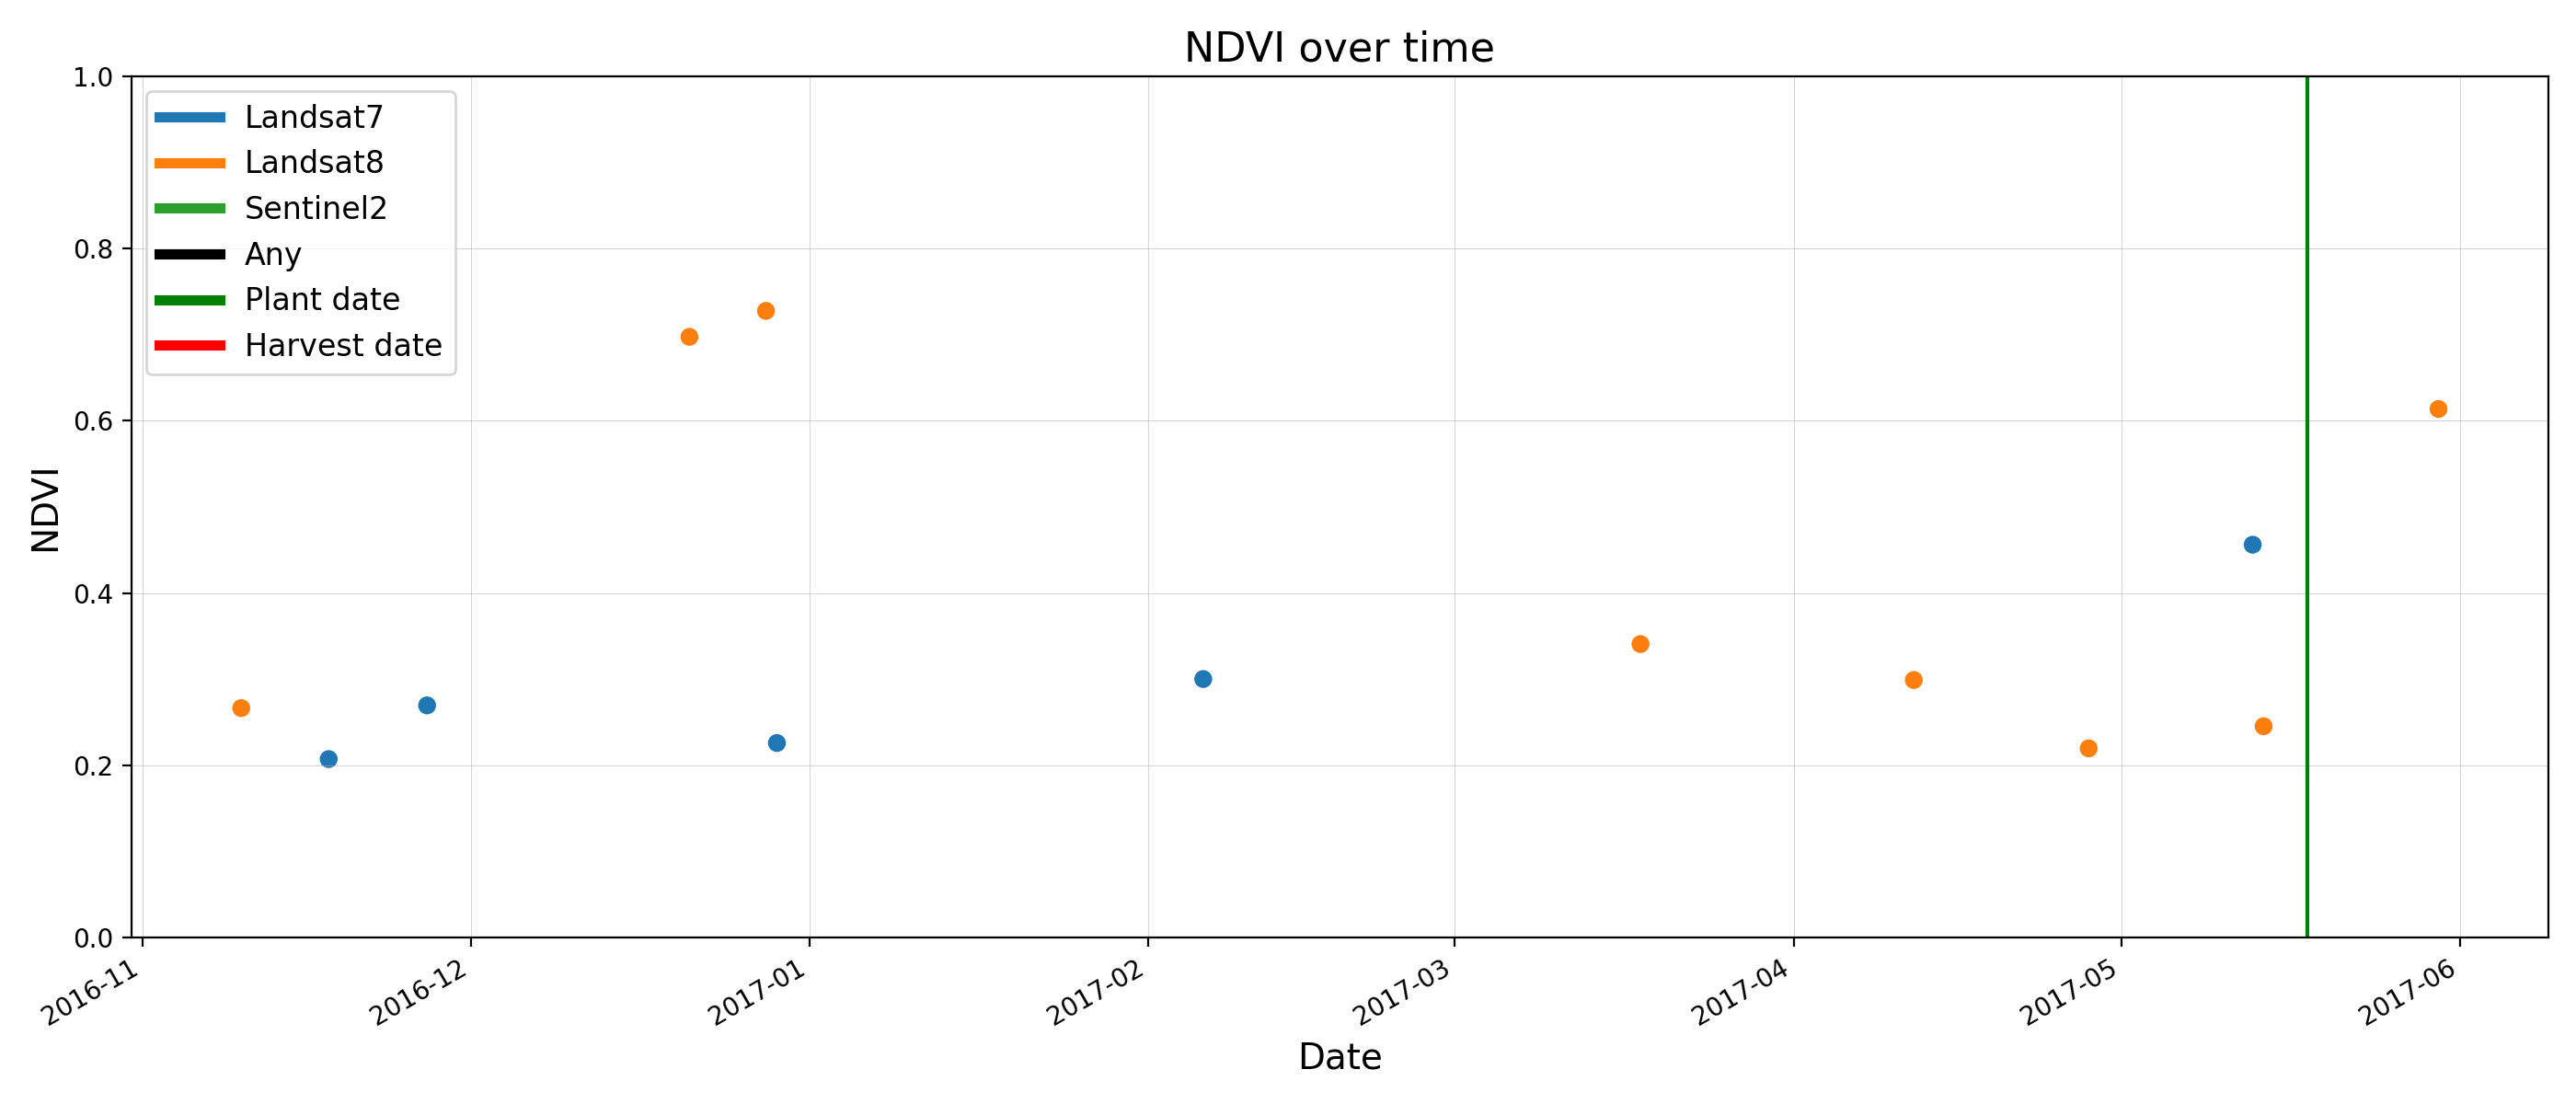 NDVI over time
1.0
0.8
0.6
0.4
0.2
0.0
NDVI
Landsat7
Landsat8
Sentinel2
Any
Plant date
Harvest date
2016-11
2016-12
2017-01
2017-02
2017-03
2017-04
2017-05
2017-06
Date